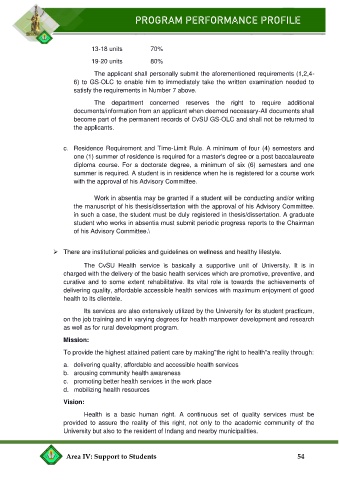 PROGRAM PERFORMANCE PROFILE
13-18 units 70%
19-20 units 80%
The applicant shall personally submit the aforementioned requirements (1,2,4-
6) to GS-OLC to enable him to immediately take the written examination needed to
satisfy the requirements in Number 7 above.
The department concerned reserves the right to require additional
documents/information from an applicant when deemed necessary-All documents shall
become part of the permanent records of CvSU GS-OLC and shall not be returned to
the applicants.
c. Residence Requirement and Time-Limit Rule. A minimum of four (4) semesters and
one (1) summer of residence is required for a master's degree or a post baccalaureate
diploma course. For a doctorate degree, a minimum of six (6) semesters and one
summer is required. A student is in residence when he is registered for a course work
with the approval of his Advisory Committee.
Work in absentia may be granted if a student will be conducting and/or writing
the manuscript of his thesis/dissertation with the approval of his Advisory Committee.
in such a case, the student must be duly registered in thesis/dissertation. A graduate
student who works in absentia must submit periodic progress reports to the Chairman
of his Advisory Committee.\
➢ There are institutional policies and guidelines on wellness and healthy lifestyle.
The CvSU Health service is basically a supportive unit of University. It is in
charged with the delivery of the basic health services which are promotive, preventive, and
curative and to some extent rehabilitative. Its vital role is towards the achievements of
delivering quality, affordable accessible health services with maximum enjoyment of good
health to its clientele.
Its services are also extensively utilized by the University for its student practicum,
on the job training and in varying degrees for health manpower development and research
as well as for rural development program.
Mission:
To provide the highest attained patient care by making"the right to health"a reality through:
a. delivering quality, affordable and accessible health services
b. arousing community health awareness
c. promoting better health services in the work place
d. mobilizing health resources
Vision:
Health is a basic human right. A continuous set of quality services must be
provided to assure the reality of this right, not only to the academic community of the
University but also to the resident of Indang and nearby municipalities.
Area IV: Support to Students 54